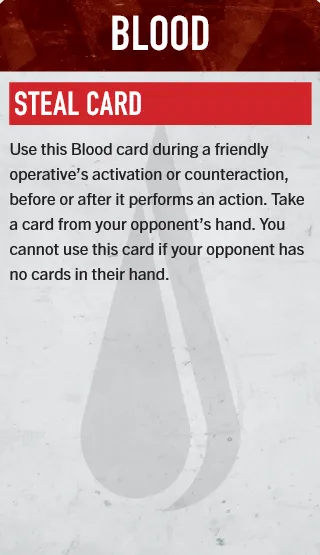 BLOOD
STEAL CARD
Use this Blood card during a friendly
operative’s activation or counteraction,
before or after it performs an action. Take
a card from your opponent’s hand. You
cannot use this card if your opponent has
no cards in their hand.